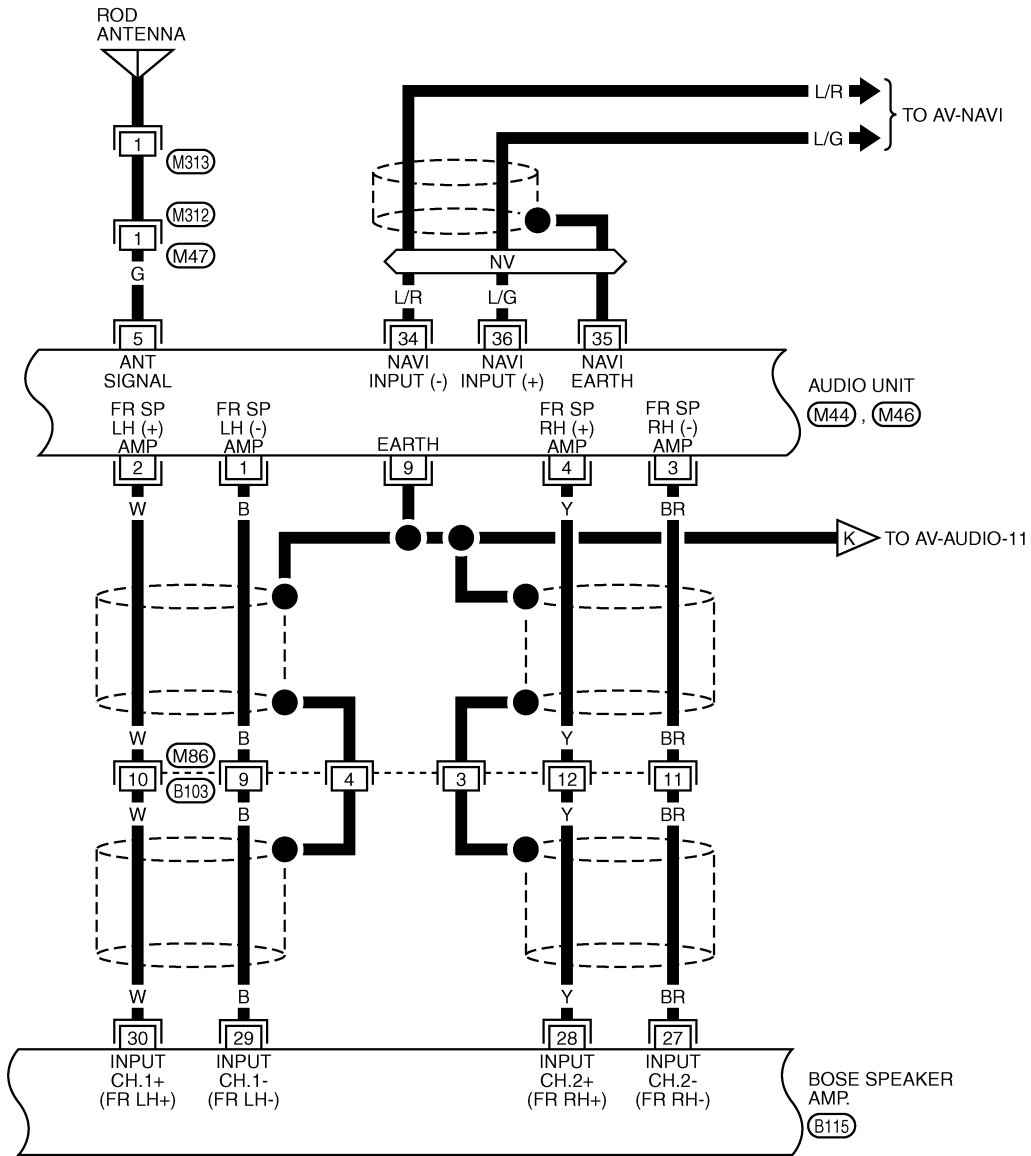 ROD
ANTENNA
L/R
TO AV-NAVI
L/G
1
M313
M312
1
M47
NV
G
L/R
L/G
5
34
36
35
ANT
SIGNAL
NAVI
INPUT (-)
NAVI
INPUT (+)
NAVI
EARTH
AUDIO UNIT
M44 , M46
FR SP
LH (+)
AMP
FR SP
LH (-)
AMP
EARTH
FR SP
RH (+)
AMP
FR SP
RH (-)
AMP
2
1
9
4
3
W
B
Y
BR
K
TO AV-AUDIO-11
W
B
Y
BR
M86
10
9
4
3
12
11
B103
W
B
Y
BR
W
B
Y
BR
30
29
28
27
INPUT
CH.1+
(FR LH+)
INPUT
CH.1-
(FR LH-)
INPUT
CH.2+
(FR RH+)
INPUT
CH.2-
(FR RH-)
BOSE SPEAKER
AMP.
B115